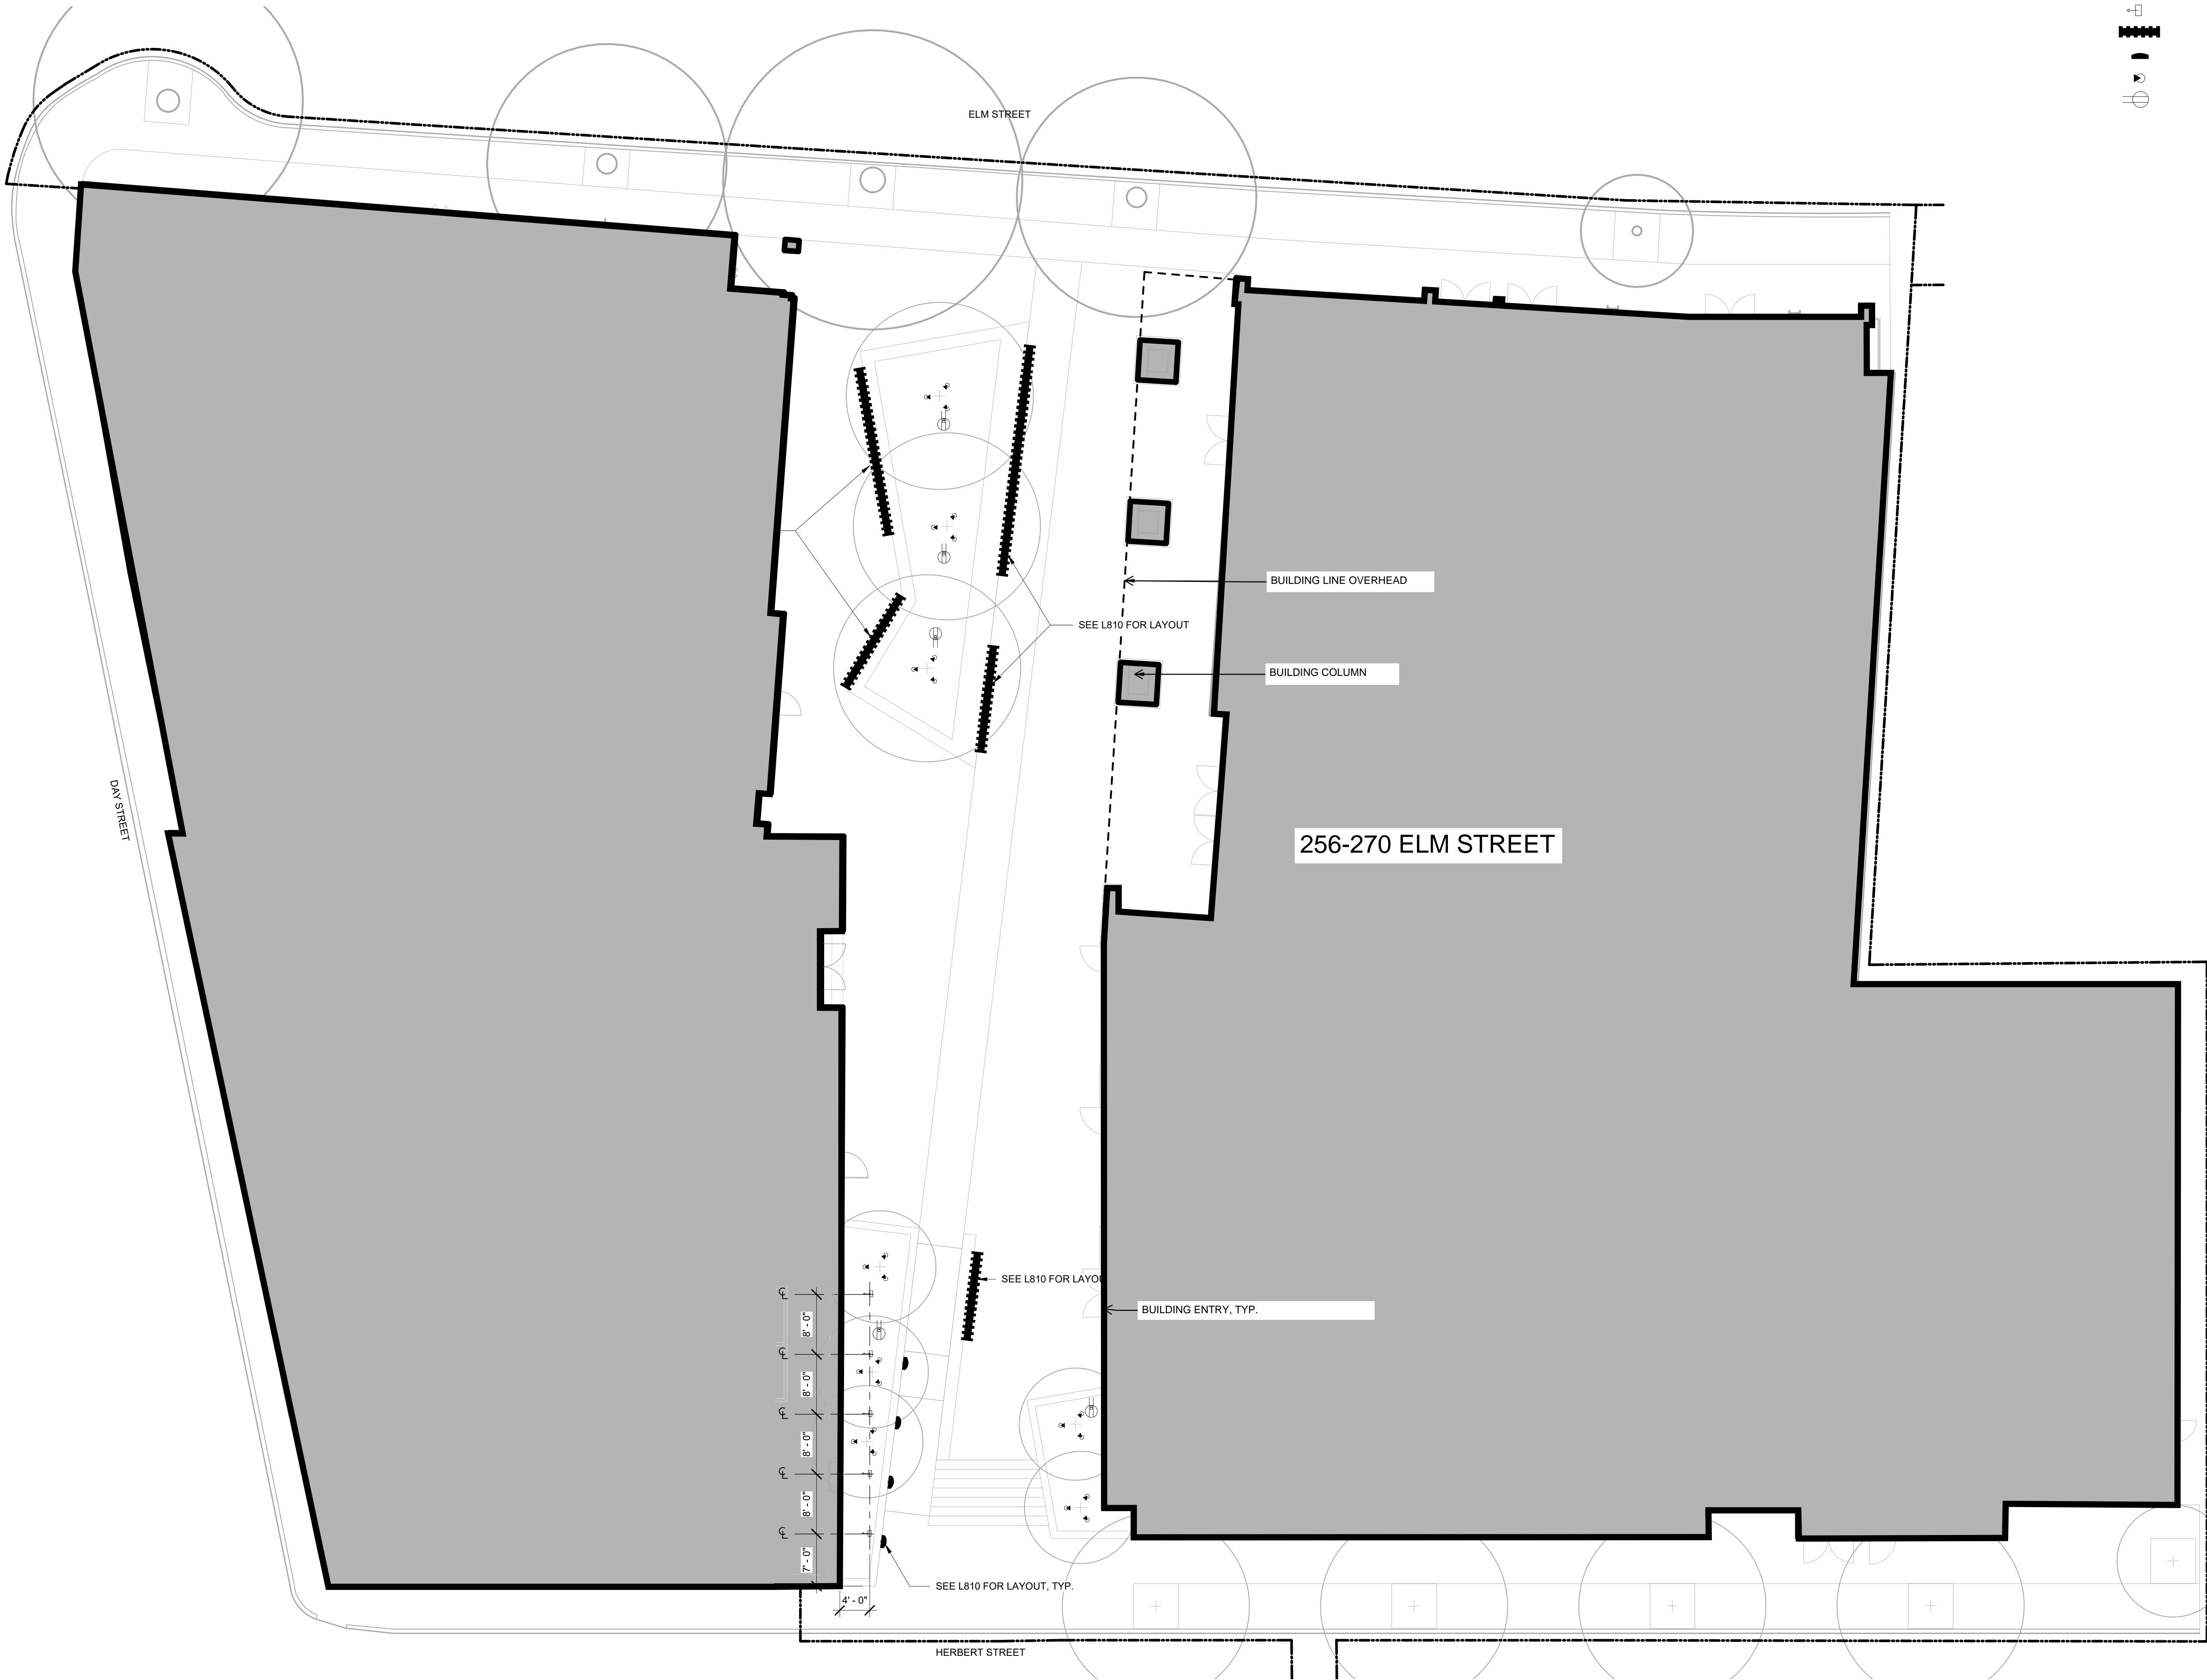 ELM STREET
BUILDING LINE OVERHEAD
SEE L810 FOR LAYOUT
BUILDING COLUMN
DAY STREET
256-270 ELM STREET
SEE L810 FOR LAYOU
BUILDING ENTRY, TYP.
℄
8' - 0"
℄
8' - 0"
℄
8' - 0"
℄
8' - 0"
℄
7' - 0"
SEE L810 FOR LAYOUT, TYP.
4' - 0"
HERBERT STREET